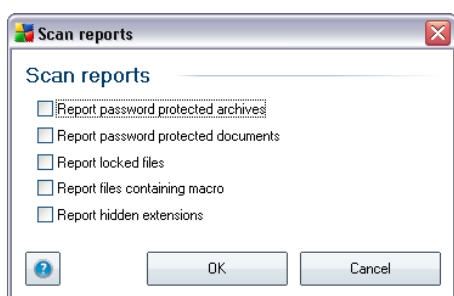 Scan reports
Scan reports
Report password protected archives
Report password protected documents
Report locked files
Report files containing macro
Report hidden extensions
?
OK
Cancel